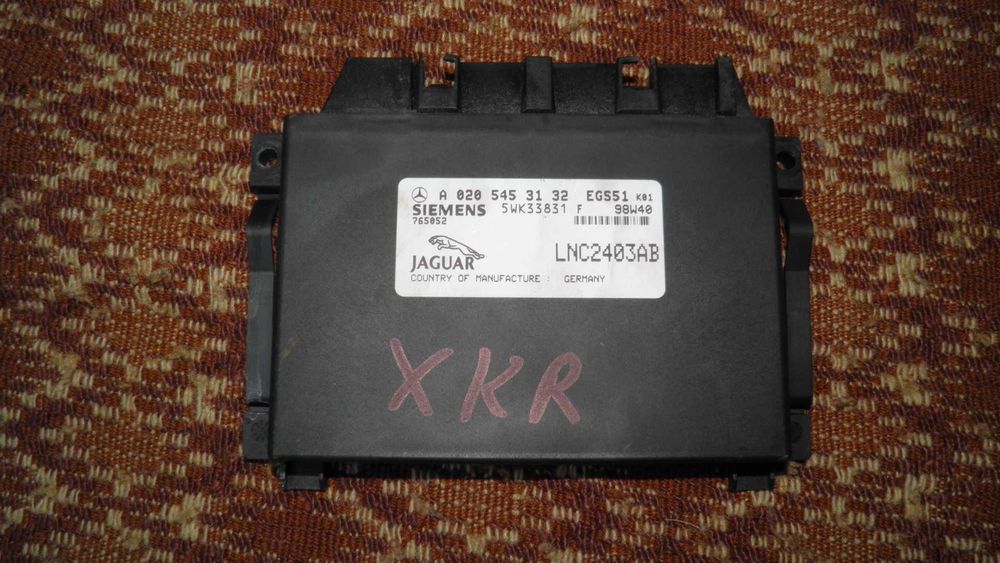 A 020 545 31 32 EGS51 K01
SIEMENS 5WK33831 F 98W40
765052
JAGUAR LNC2403AB
COUNTRY OF MANUFACTURE : GERMANY
XKR